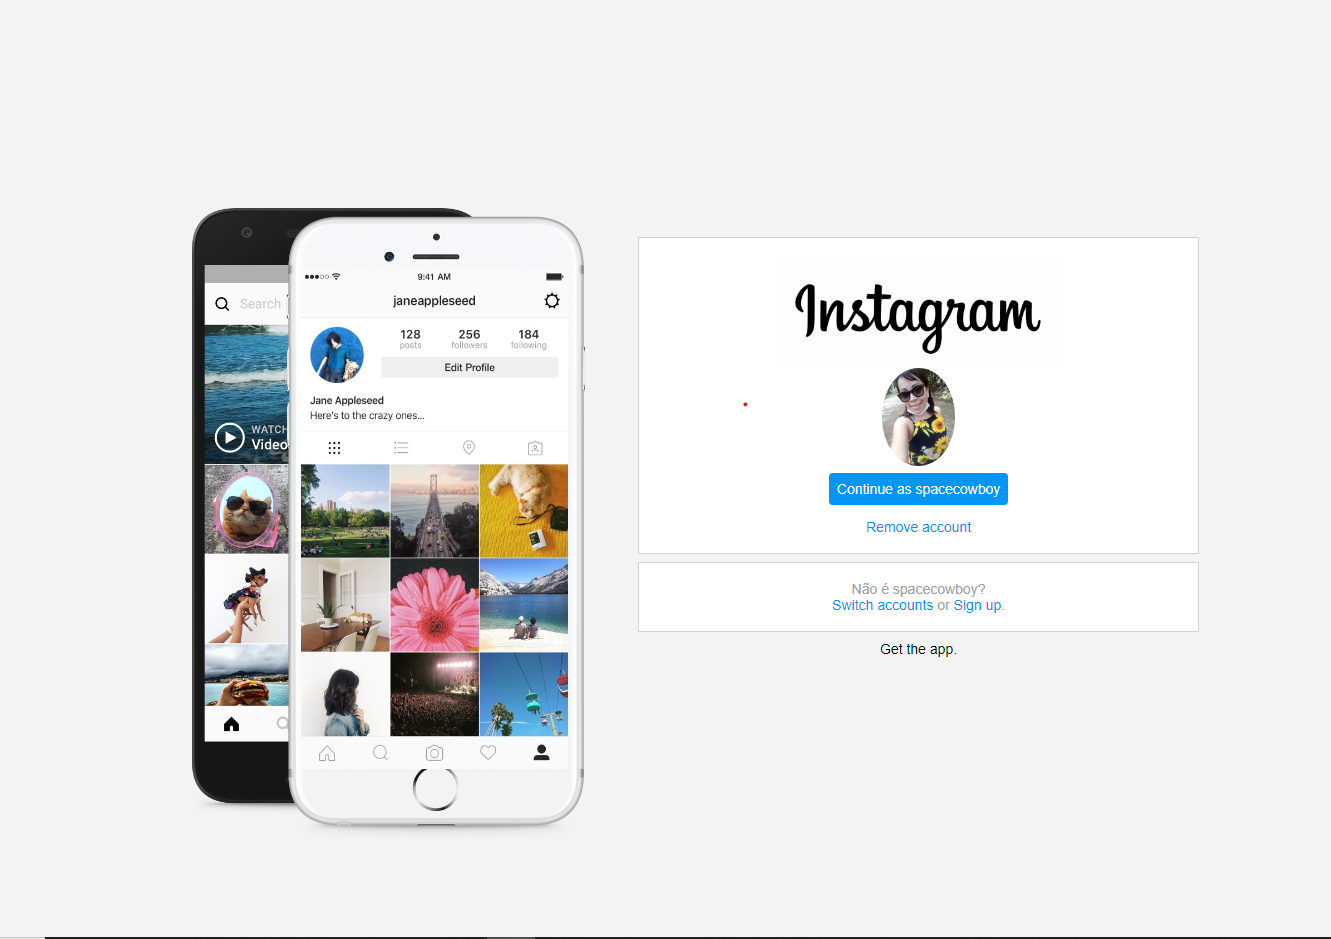 Search
WATCH
Video
9:41 AM
janeappleseed
128
256
184
posts
followers
following
Edit Profile
Jane Appleseed
Here's to the crazy ones...
Instagram
Continue as spacecowboy
Remove account
Não é spacecowboy?
Switch accounts or Sign up.
Get the app.